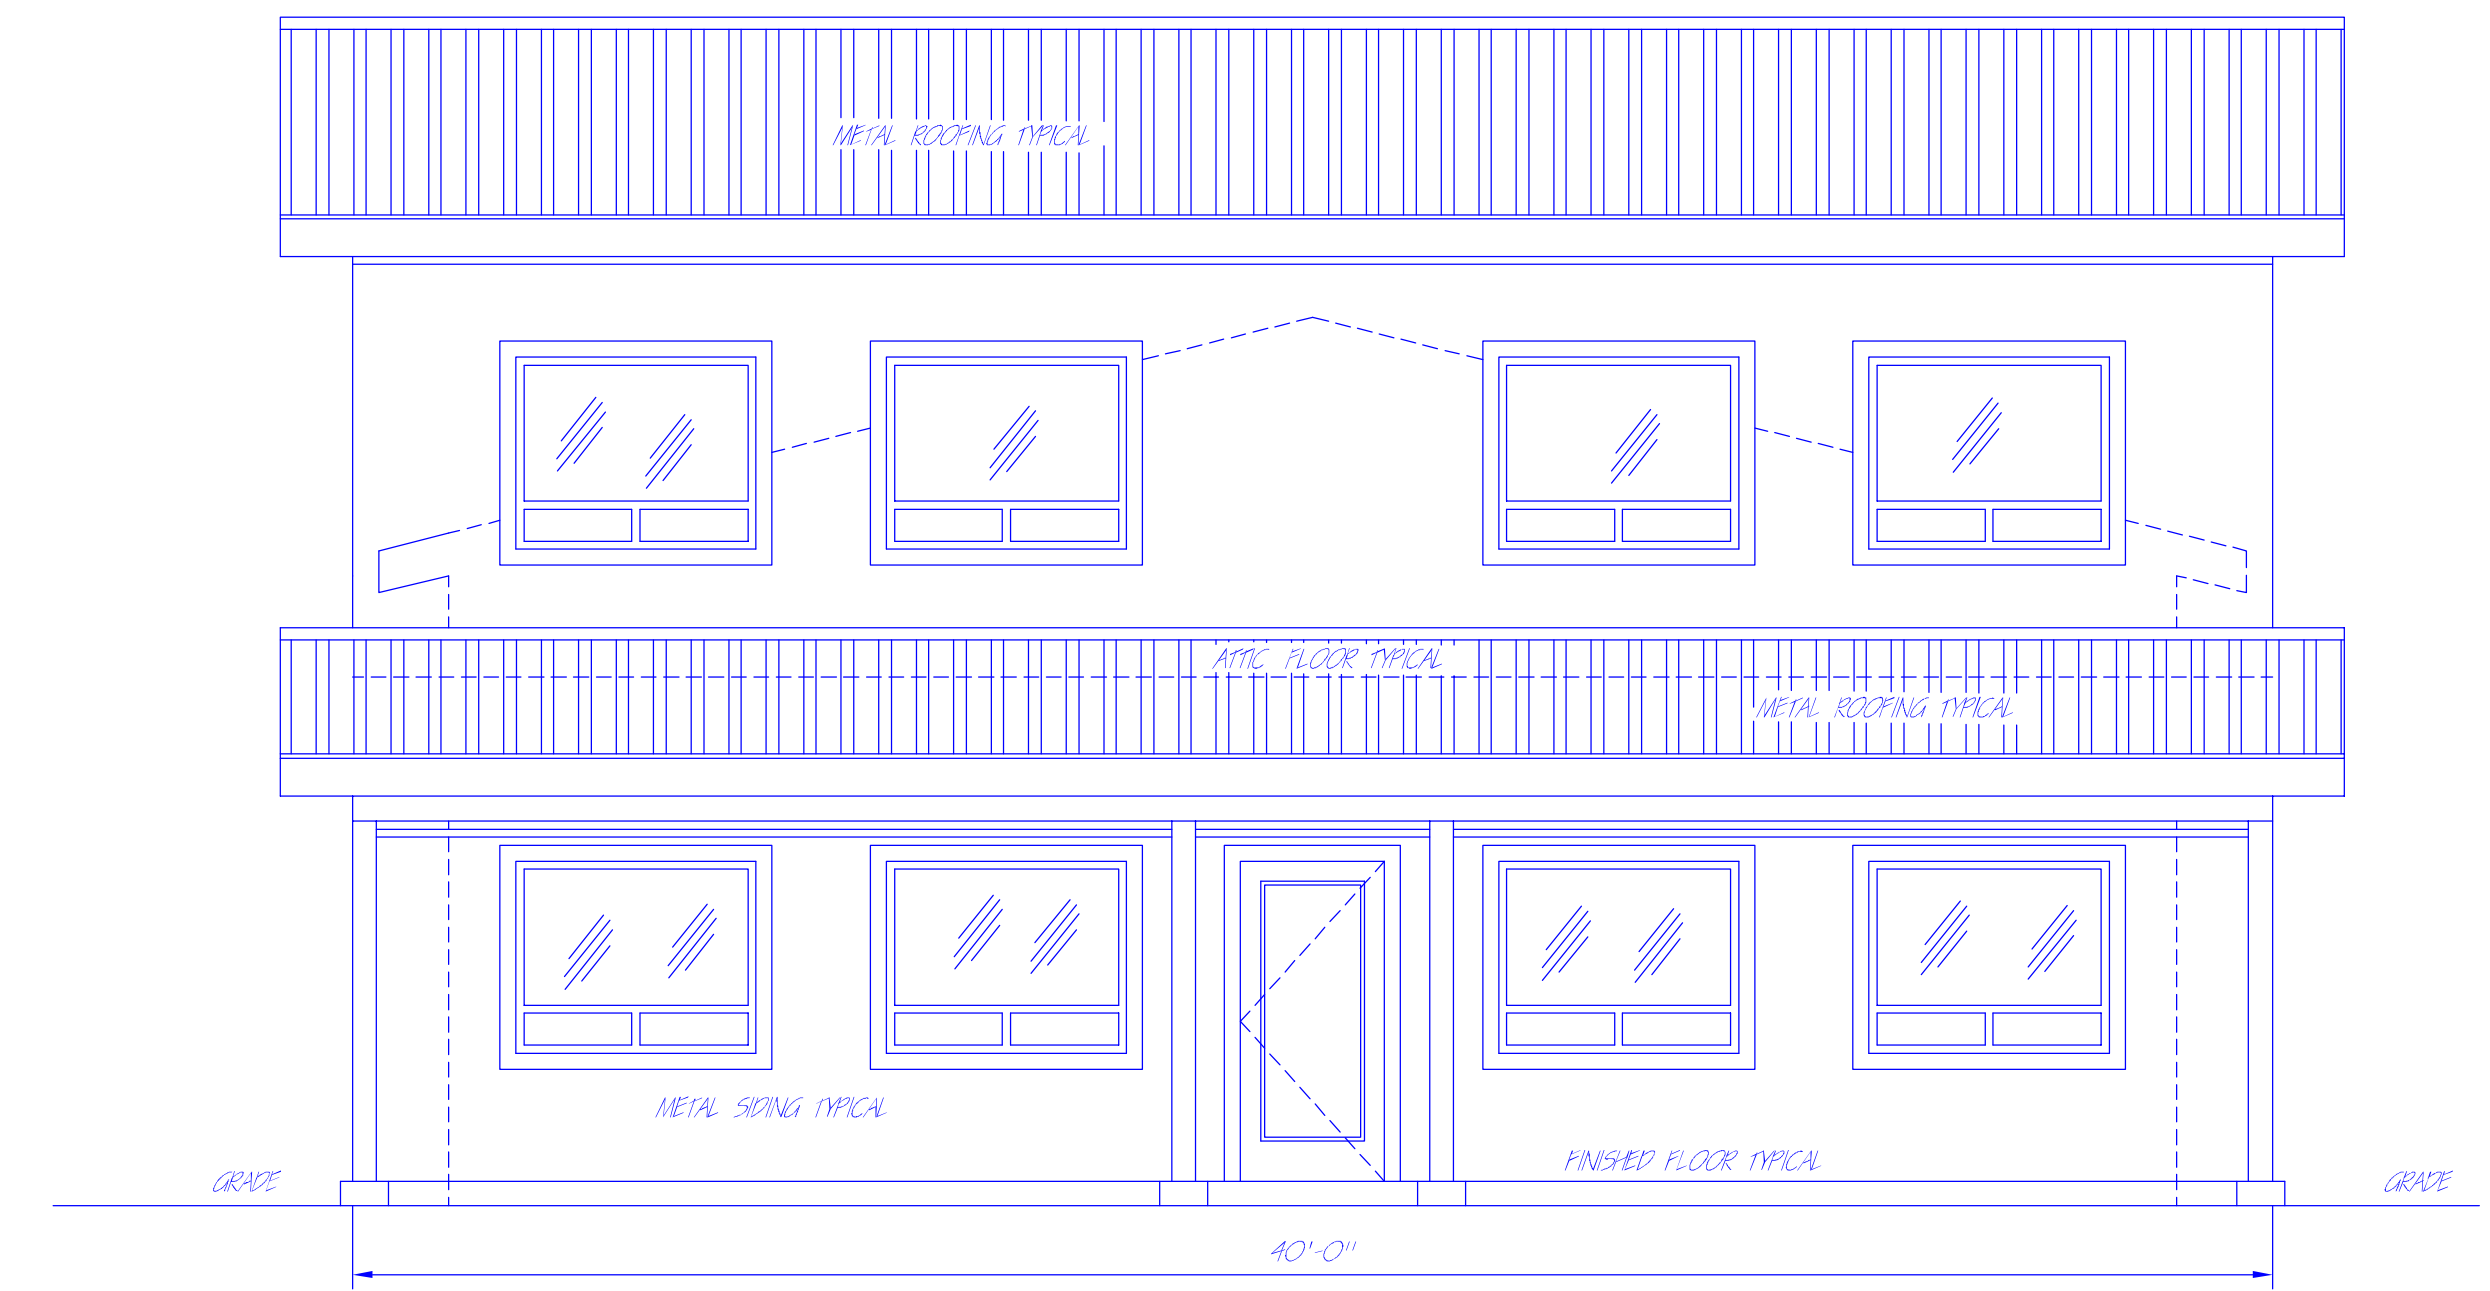 METAL ROOFING TYPICAL
ATTIC FLOOR TYPICAL
METAL ROOFING TYPICAL
METAL SIDING TYPICAL
FINISHED FLOOR TYPICAL
GRADE
GRADE
40'-0"